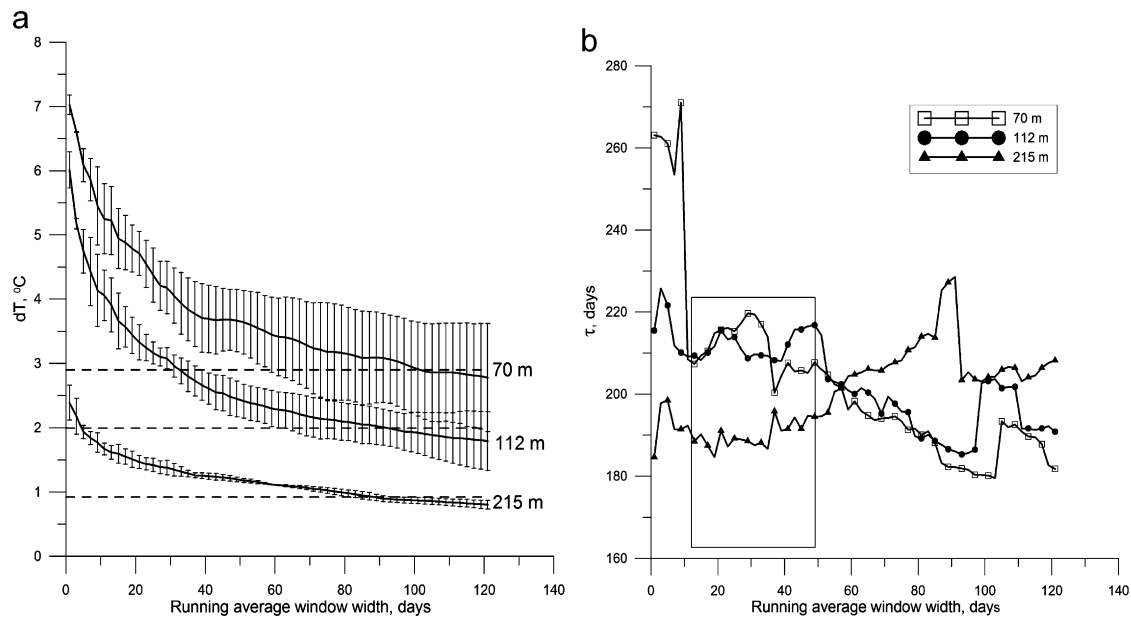 a
8
7
6
5
4
3
2
1
0
dT, ⁰C
70 m
112 m
215 m
0 20 40 60 80 100 120 140
Running average window width, days
b
280
260
240
220
200
180
160
τ, days
70 m
112 m
215 m
0 20 40 60 80 100 120 140
Running average window width, days